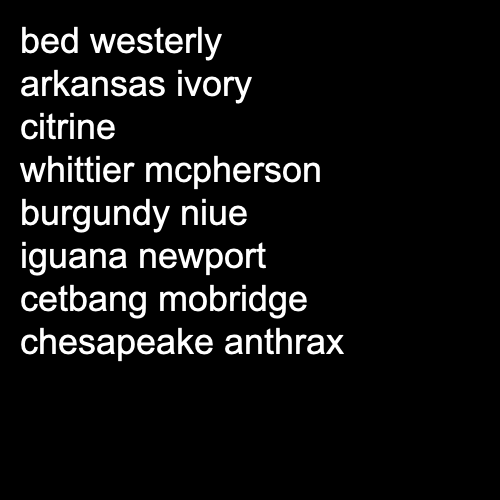 bed westerly
arkansas ivory
citrine
whittier mcpherson
burgundy niue
iguana newport
cetbang mobridge
chesapeake anthrax